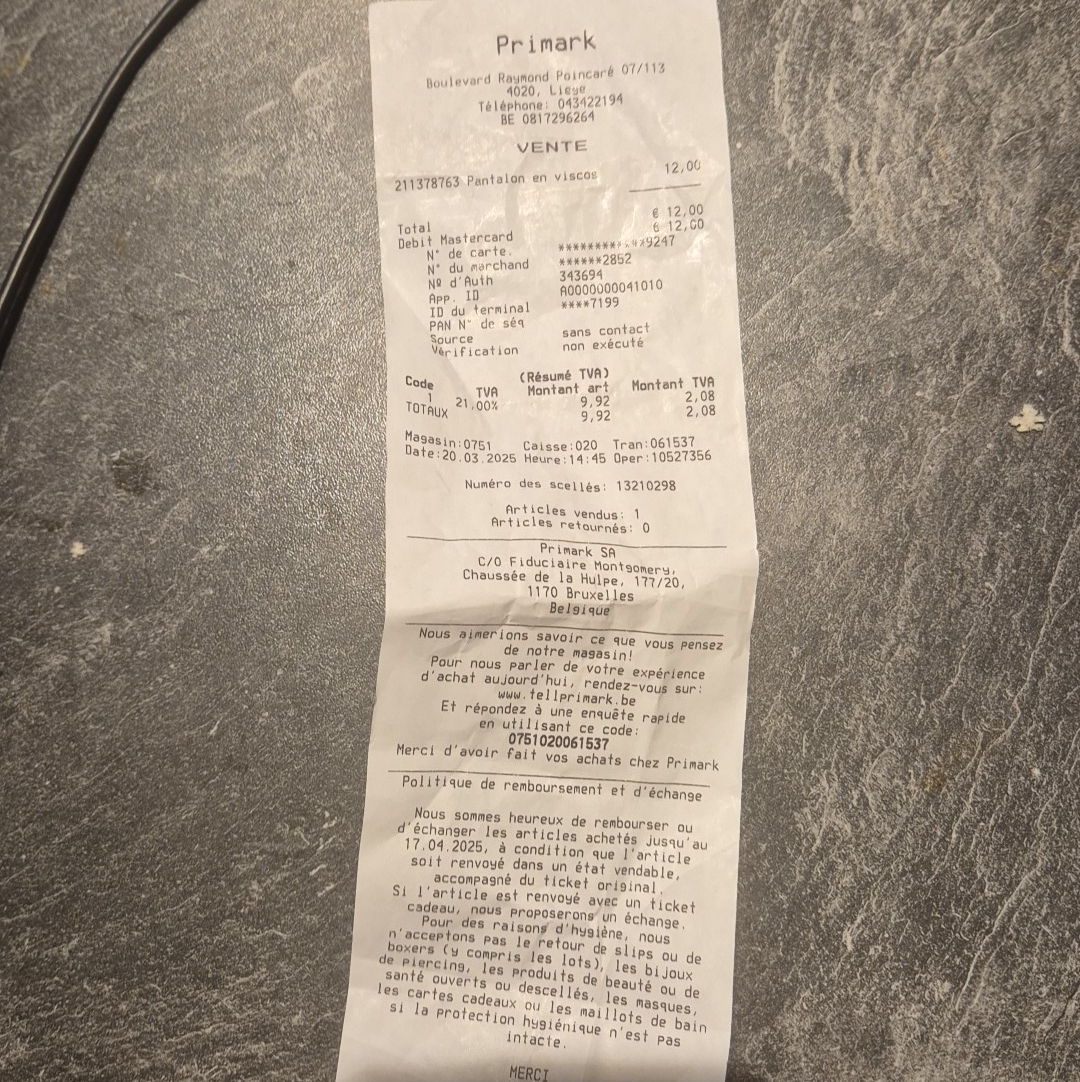 Primark
Boulevard Raymond Poincaré 07/113
4020, Liege
Téléphone: 043422194
BE 0817296264
VENTE
211378763 Pantalon en viscos 12,00
Total € 12,00
Debit Mastercard € 12,00
N° de carte. 9247
N° du marchand ******2852
Nº d'Auth 343694
App. ID A0000000041010
ID du terminal ****7199
PAN N° de séq
Source sans contact
Vérification non exécuté
(Résumé TVA)
Code TVA Montant art Montant TVA
1 21,00% 9,92 2,08
TOTAUX 9,92 2,08
Magasin:0751 Caisse:020 Tran:061537
Date:20.03.2025 Heure:14:45 Oper:10527356
Numéro des scellés: 13210298
Articles vendus: 1
Articles retournés: 0
Primark SA
C/O Fiduciaire Montgomery,
Chaussée de la Hulpe, 177/20,
1170 Bruxelles
Belgique
Nous aimerions savoir ce que vous pensez
de notre magasin!
Pour nous parler de votre expérience
d'achat aujourd'hui, rendez-vous sur:
www.tellprimark.be
Et répondez à une enquête rapide
en utilisant ce code:
0751020061537
Merci d'avoir fait vos achats chez Primark
Politique de remboursement et d'échange
Nous sommes heureux de rembourser ou
d'échanger les articles achetés jusqu'au
17.04.2025, à condition que l'article
soit renvoyé dans un état vendable,
accompagné du ticket original.
Si l'article est renvoyé avec un ticket
cadeau, nous proposerons un échange.
Pour des raisons d'hygiène, nous
n'acceptons pas le retour de slips ou de
boxers (y compris les lots), les bijoux
de piercing, les produits de beauté ou de
santé ouverts ou descellés, les masques,
les cartes cadeaux ou les maillots de bain
si la protection hygiénique n'est pas
intacte.
MERCI